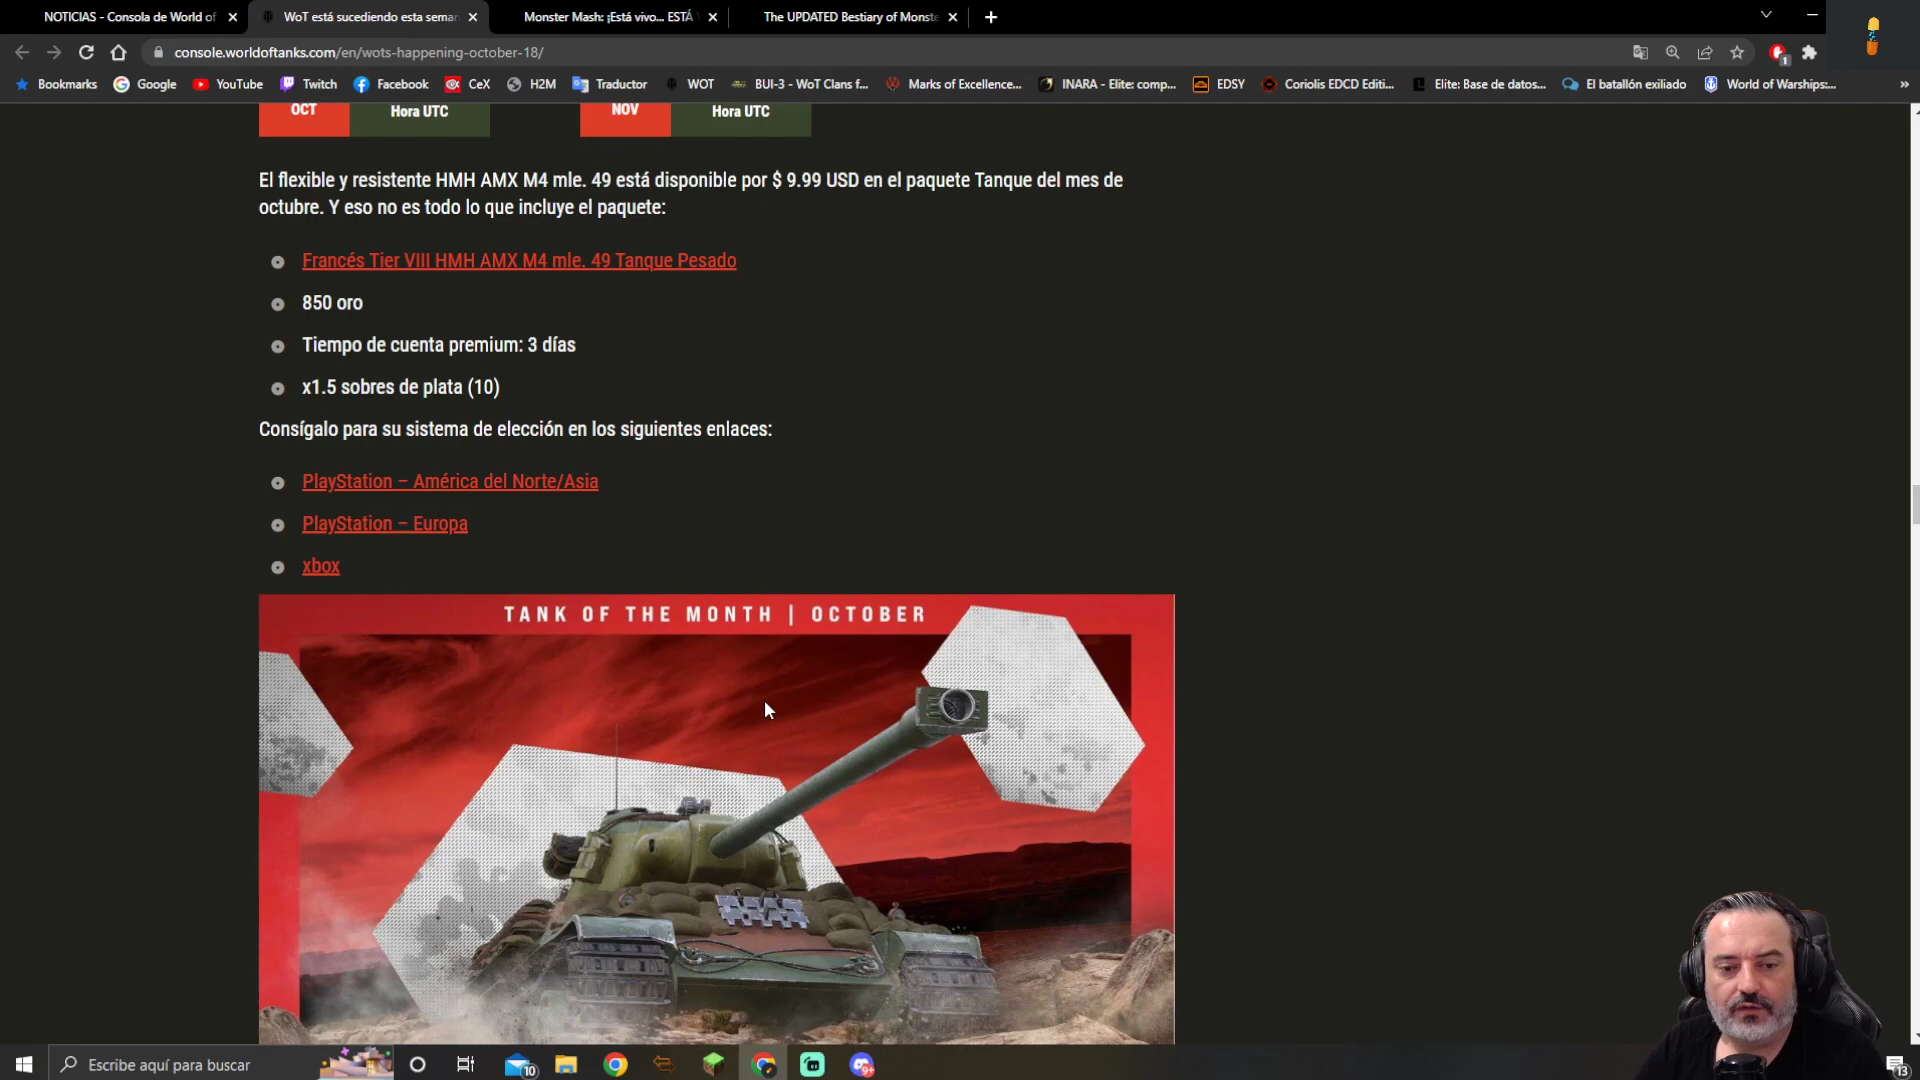 NOTICIAS - Consola de World of
WoT está sucediendo esta seman
Monster Mash: ¡Está vivo... ESTÁ
The UPDATED Bestiary of Monste
console.worldoftanks.com/en/wots-happening-october-18/
1
Bookmarks
Google
YouTube
Twitch
Facebook
CeX
H2M
Traductor
WOT
BUI-3 - WoT Clans f...
Marks of Excellence...
INARA - Elite: comp...
EDSY
Coriolis EDCD Editi...
Elite: Base de datos...
El batallón exiliado
World of Warships:...
»
OCT
Hora UTC
NOV
Hora UTC
El flexible y resistente HMH AMX M4 mle. 49 está disponible por $ 9.99 USD en el paquete Tanque del mes de
octubre. Y eso no es todo lo que incluye el paquete:
Francés Tier VIII HMH AMX M4 mle. 49 Tanque Pesado
850 oro
Tiempo de cuenta premium: 3 días
x1.5 sobres de plata (10)
Consígalo para su sistema de elección en los siguientes enlaces:
PlayStation – América del Norte/Asia
PlayStation – Europa
xbox
TANK OF THE MONTH | OCTOBER
Escribe aquí para buscar
10
9+
13